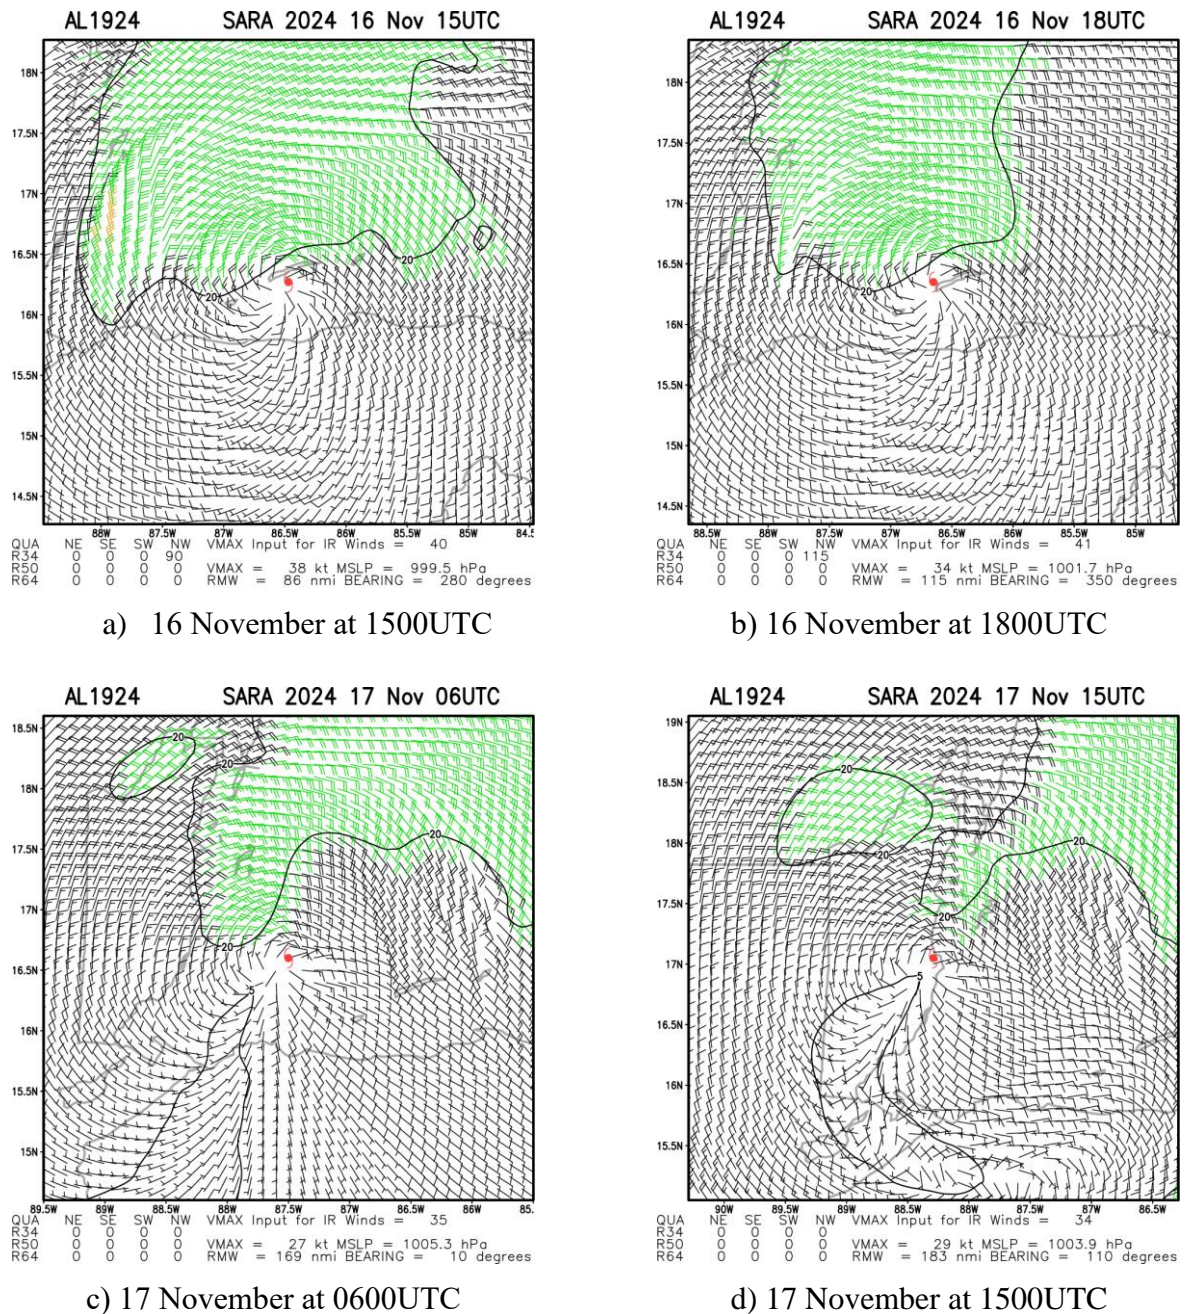 AL1924 SARA 2024 16 Nov 15UTC
18N
17.5N
17N
16.5N
16N
15.5N
15N
14.5N
20
20
88W 87.5W 87W 86.5W 86W 85.5W 85W 84.5
QUA NE SE SW NW VMAX Input for IR Winds = 40
R34 0 0 0 90
R50 0 0 0 0 VMAX = 38 kt MSLP = 999.5 hPa
R64 0 0 0 0 RMW = 86 nmi BEARING = 280 degrees
a) 16 November at 1500UTC
AL1924 SARA 2024 16 Nov 18UTC
18N
17.5N
17N
16.5N
16N
15.5N
15N
14.5N
20
88.5W 88W 87.5W 87W 86.5W 86W 85.5W 85W
QUA NE SE SW NW VMAX Input for IR Winds = 41
R34 0 0 0 115
R50 0 0 0 0 VMAX = 34 kt MSLP = 1001.7 hPa
R64 0 0 0 0 RMW = 115 nmi BEARING = 350 degrees
b) 16 November at 1800UTC
AL1924 SARA 2024 17 Nov 06UTC
18.5N
18N
17.5N
17N
16.5N
16N
15.5N
15N
20
20
20
20
5
89.5W 89W 88.5W 88W 87.5W 87W 86.5W 86W 85.
QUA NE SE SW NW VMAX Input for IR Winds = 35
R34 0 0 0 0
R50 0 0 0 0 VMAX = 27 kt MSLP = 1005.3 hPa
R64 0 0 0 0 RMW = 169 nmi BEARING = 10 degrees
c) 17 November at 0600UTC
AL1924 SARA 2024 17 Nov 15UTC
19N
18.5N
18N
17.5N
17N
16.5N
16N
15.5N
20
20
20
20
5
90W 89.5W 89W 88.5W 88W 87.5W 87W 86.5W
QUA NE SE SW NW VMAX Input for IR Winds = 34
R34 0 0 0 0
R50 0 0 0 0 VMAX = 29 kt MSLP = 1003.9 hPa
R64 0 0 0 0 RMW = 183 nmi BEARING = 110 degrees
d) 17 November at 1500UTC